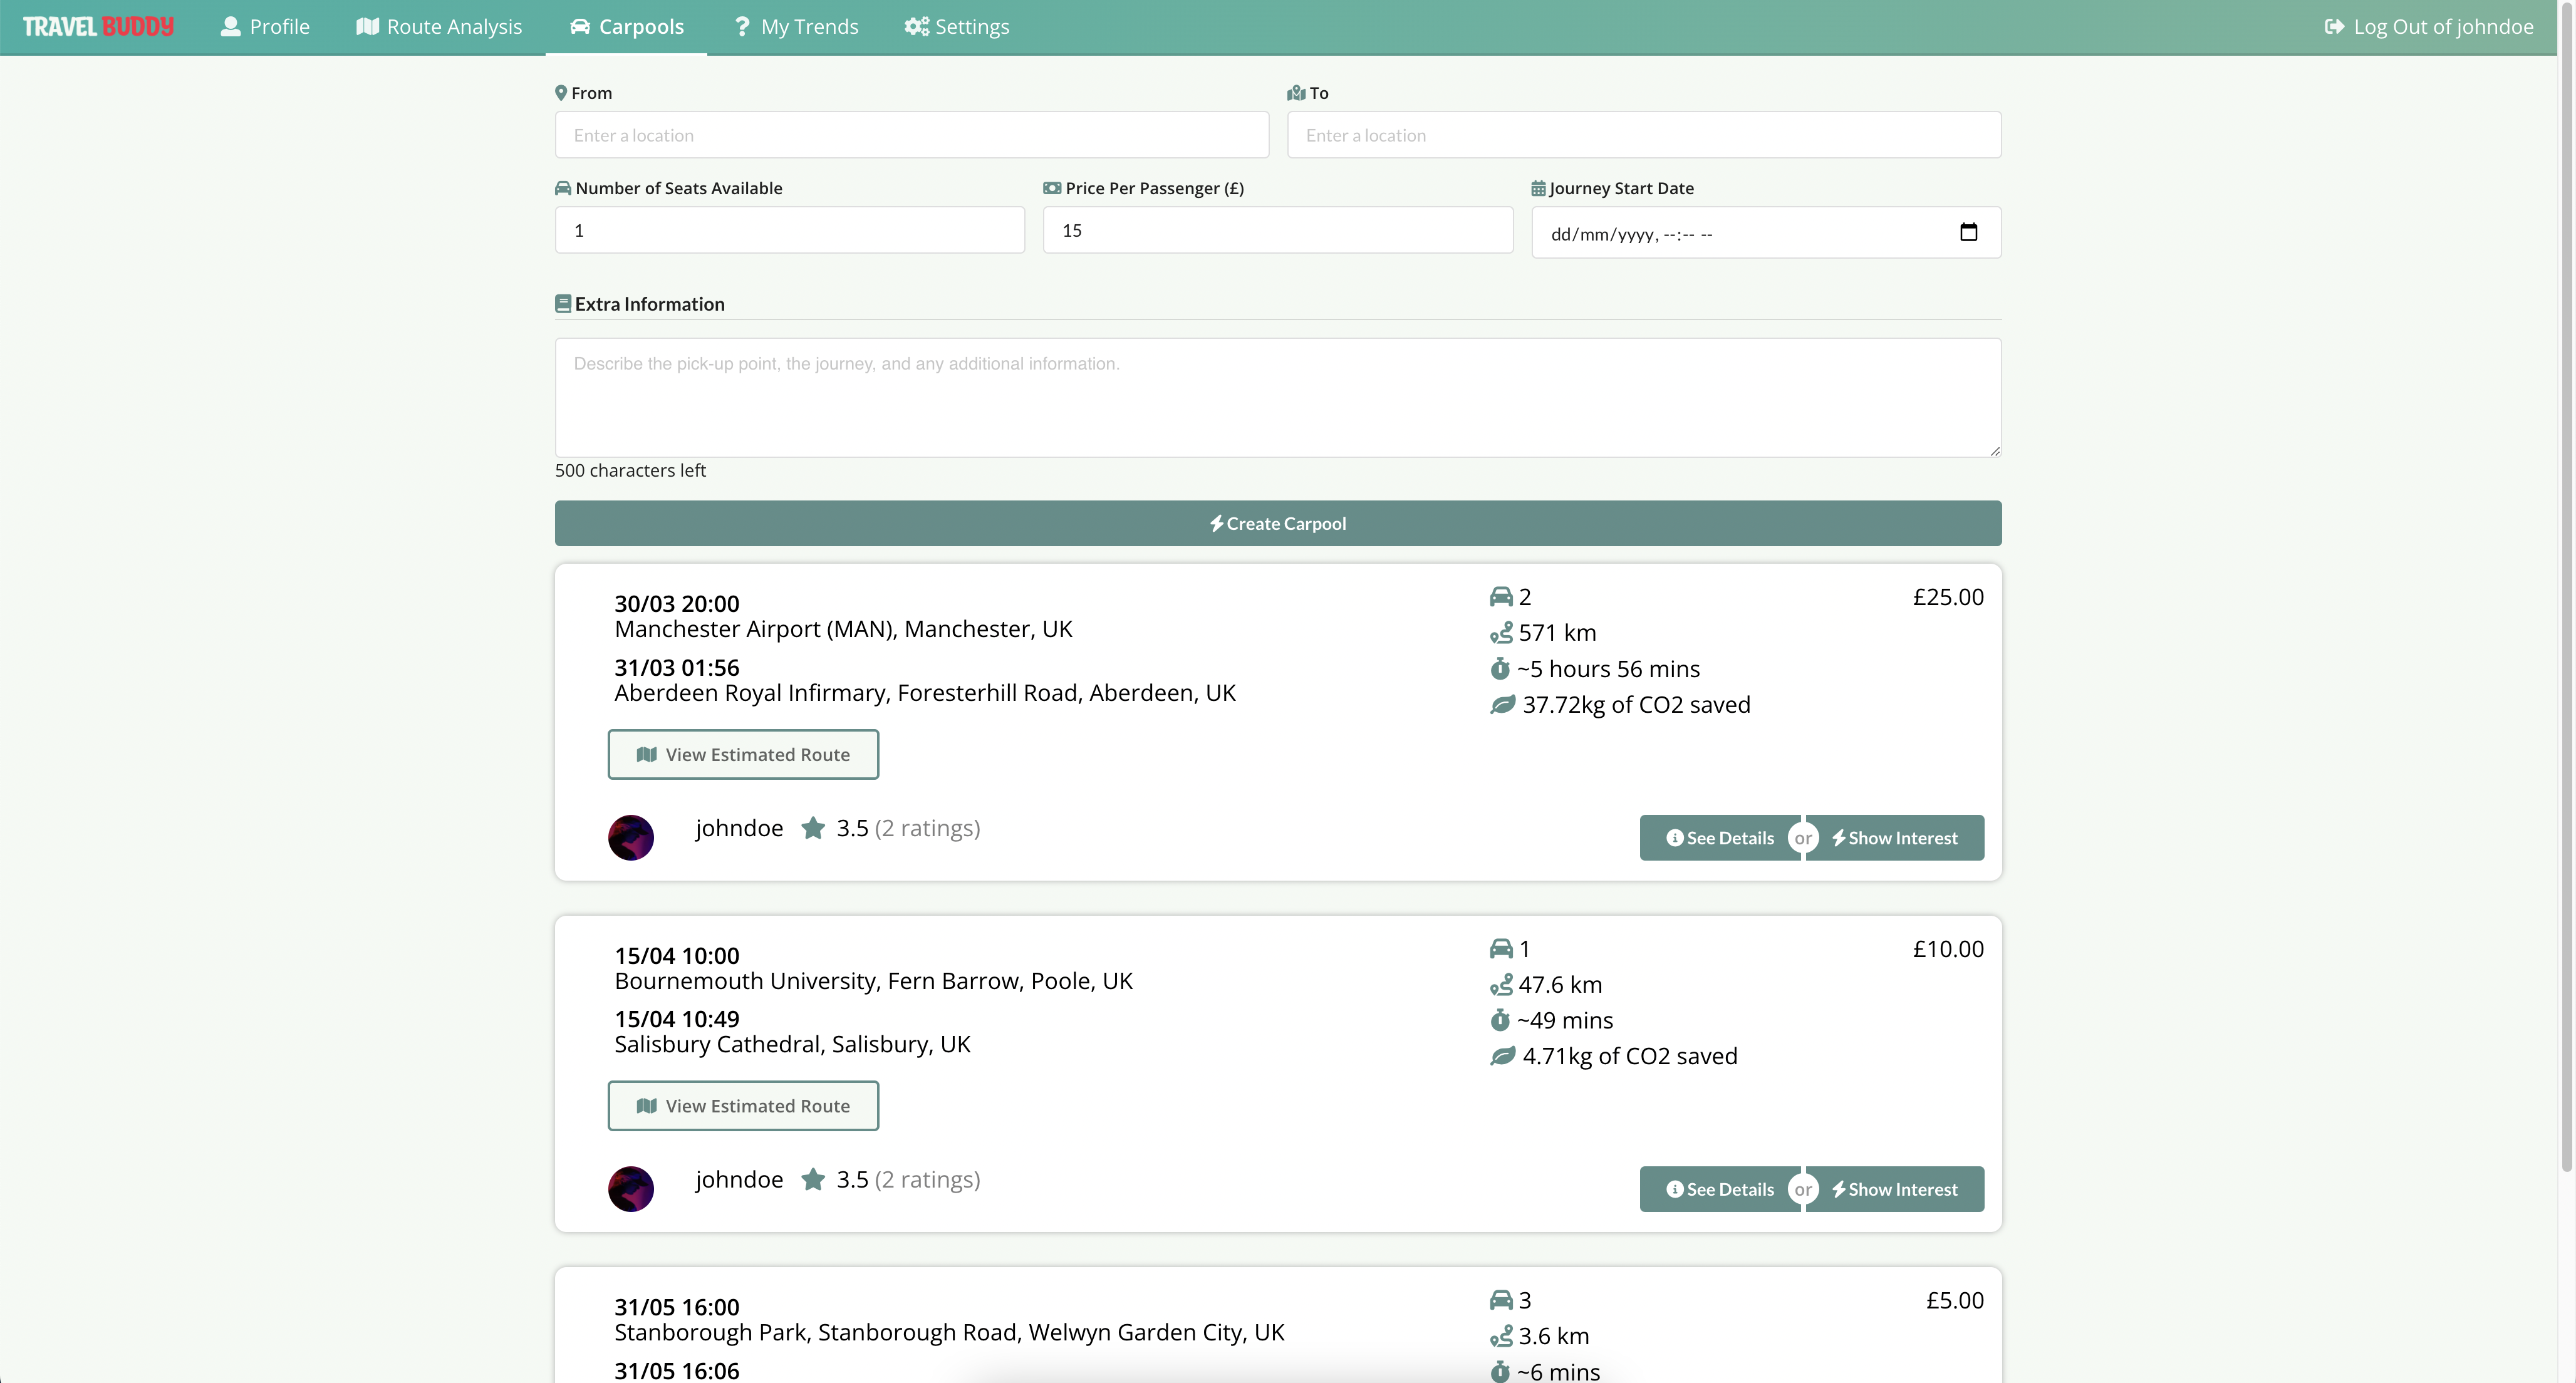 TRAVEL BUDDY Profile Route Analysis Carpools My Trends Settings Log Out of johndoe
From To
Enter a location Enter a location
Number of Seats Available Price Per Passenger (£) Journey Start Date
1 15 dd/mm/yyyy, --:-- --
Extra Information
Describe the pick-up point, the journey, and any additional information.
500 characters left
Create Carpool
30/03 20:00
Manchester Airport (MAN), Manchester, UK
31/03 01:56
Aberdeen Royal Infirmary, Foresterhill Road, Aberdeen, UK
2
571 km
~5 hours 56 mins
37.72kg of CO2 saved
£25.00
View Estimated Route
johndoe 3.5 (2 ratings)
See Details or Show Interest
15/04 10:00
Bournemouth University, Fern Barrow, Poole, UK
15/04 10:49
Salisbury Cathedral, Salisbury, UK
1
47.6 km
~49 mins
4.71kg of CO2 saved
£10.00
View Estimated Route
johndoe 3.5 (2 ratings)
See Details or Show Interest
31/05 16:00
Stanborough Park, Stanborough Road, Welwyn Garden City, UK
31/05 16:06
3
3.6 km
~6 mins
£5.00